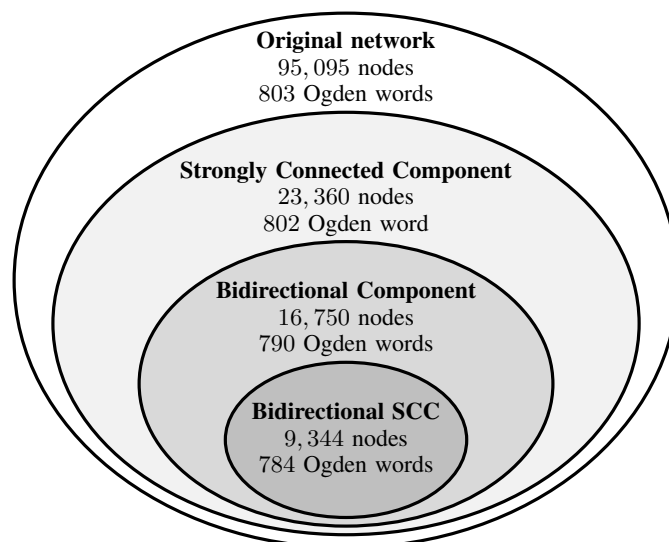 Original network
95,095 nodes
803 Ogden words
Strongly Connected Component
23,360 nodes
802 Ogden word
Bidirectional Component
16,750 nodes
790 Ogden words
Bidirectional SCC
9,344 nodes
784 Ogden words